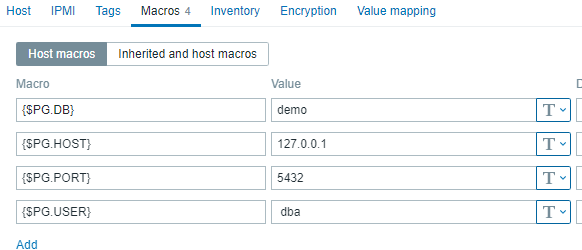 Host IPMI Tags Macros 4 Inventory Encryption Value mapping
Host macros Inherited and host macros
Macro Value D
{$PG.DB} demo T
{$PG.HOST} 127.0.0.1 T
{$PG.PORT} 5432 T
{$PG.USER} dba T
Add